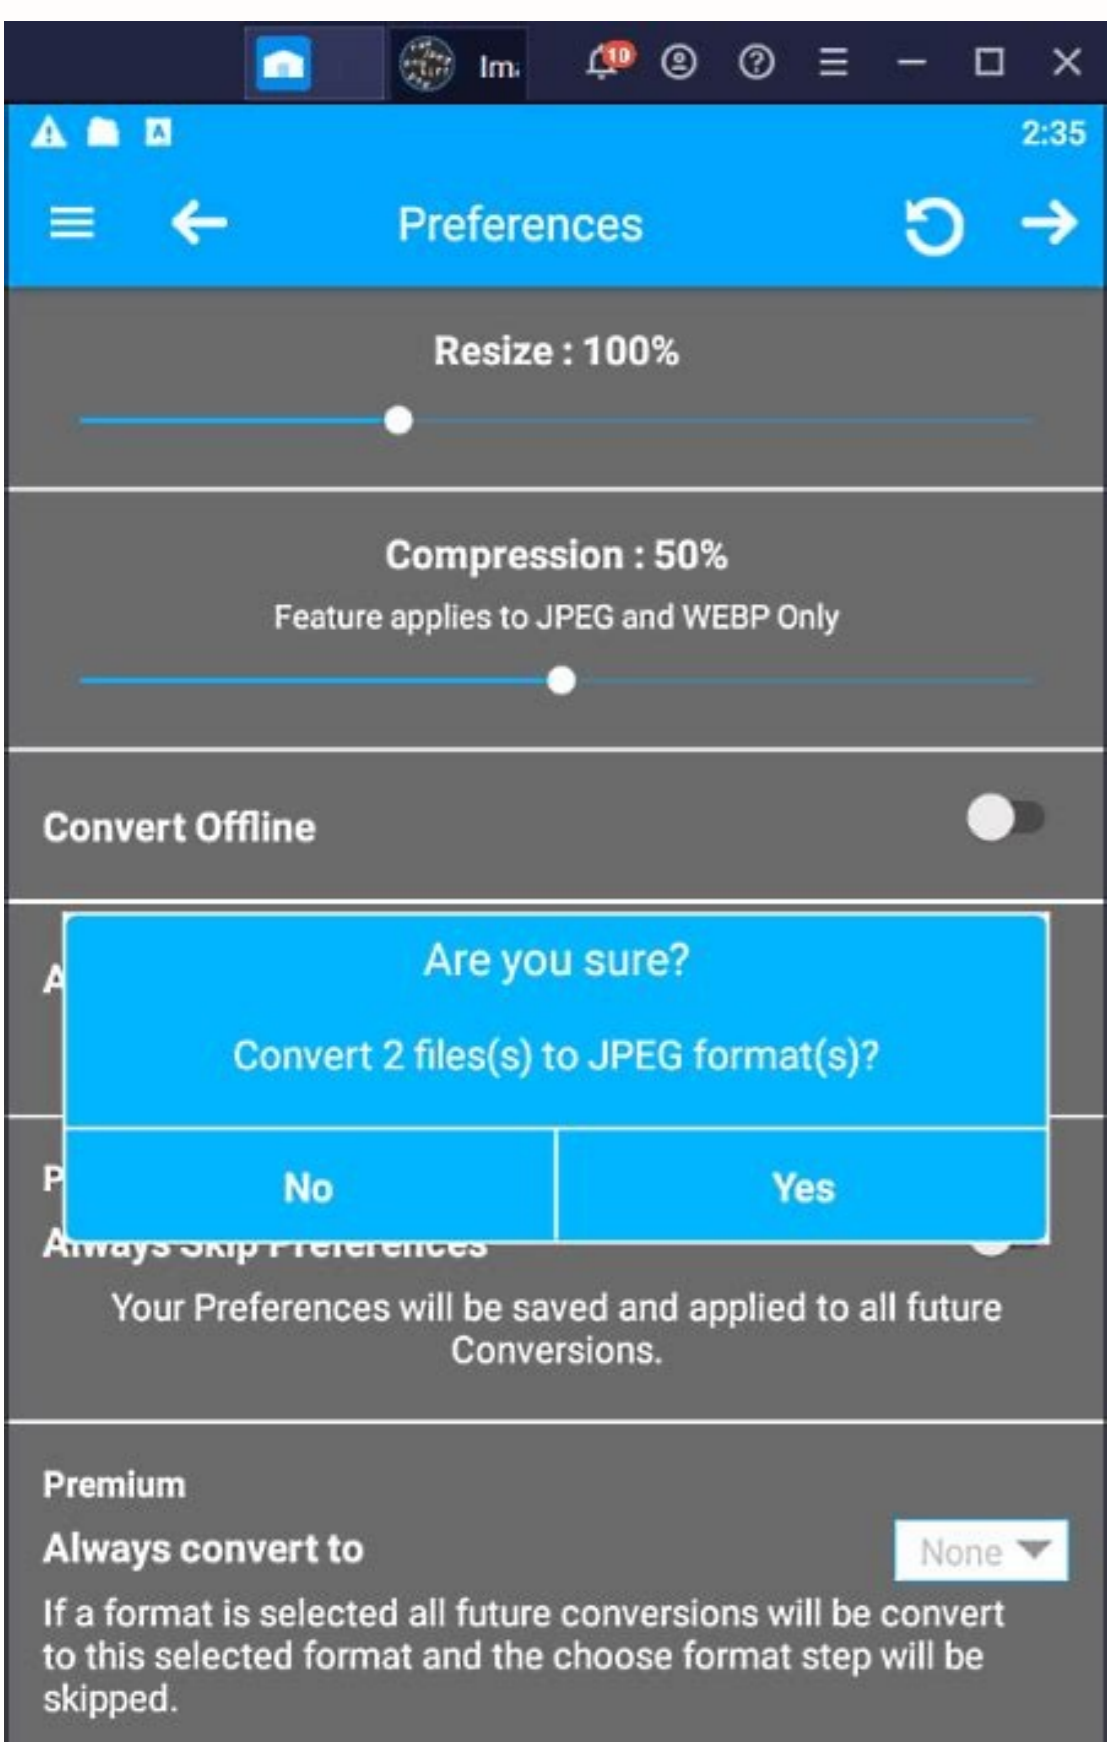 Im
10
A
2:35
Preferences
Resize : 100%
Compression : 50%
Feature applies to JPEG and WEBP Only
Convert Offline
A
Are you sure?
Convert 2 files(s) to JPEG format(s)?
P
No
Yes
Always Skip Preferences
Your Preferences will be saved and applied to all future
Conversions.
Premium
Always convert to
None
If a format is selected all future conversions will be convert
to this selected format and the choose format step will be
skipped.